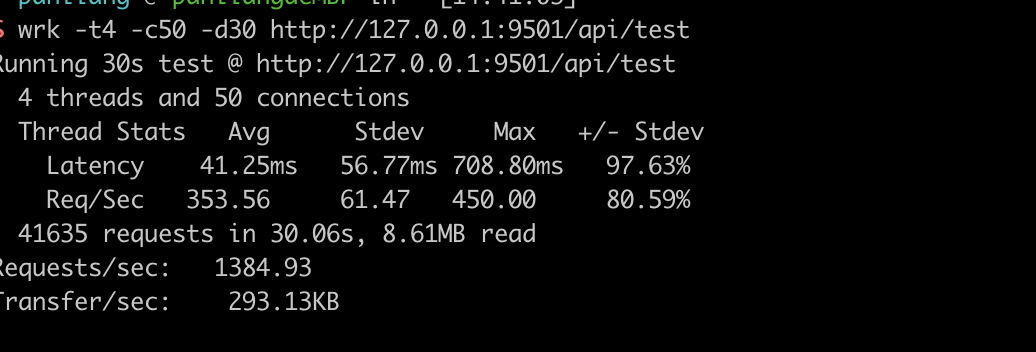 $ wrk -t4 -c50 -d30 http://127.0.0.1:9501/api/test
Running 30s test @ http://127.0.0.1:9501/api/test
4 threads and 50 connections
Thread Stats Avg Stdev Max +/- Stdev
Latency 41.25ms 56.77ms 708.80ms 97.63%
Req/Sec 353.56 61.47 450.00 80.59%
41635 requests in 30.06s, 8.61MB read
Requests/sec: 1384.93
Transfer/sec: 293.13KB